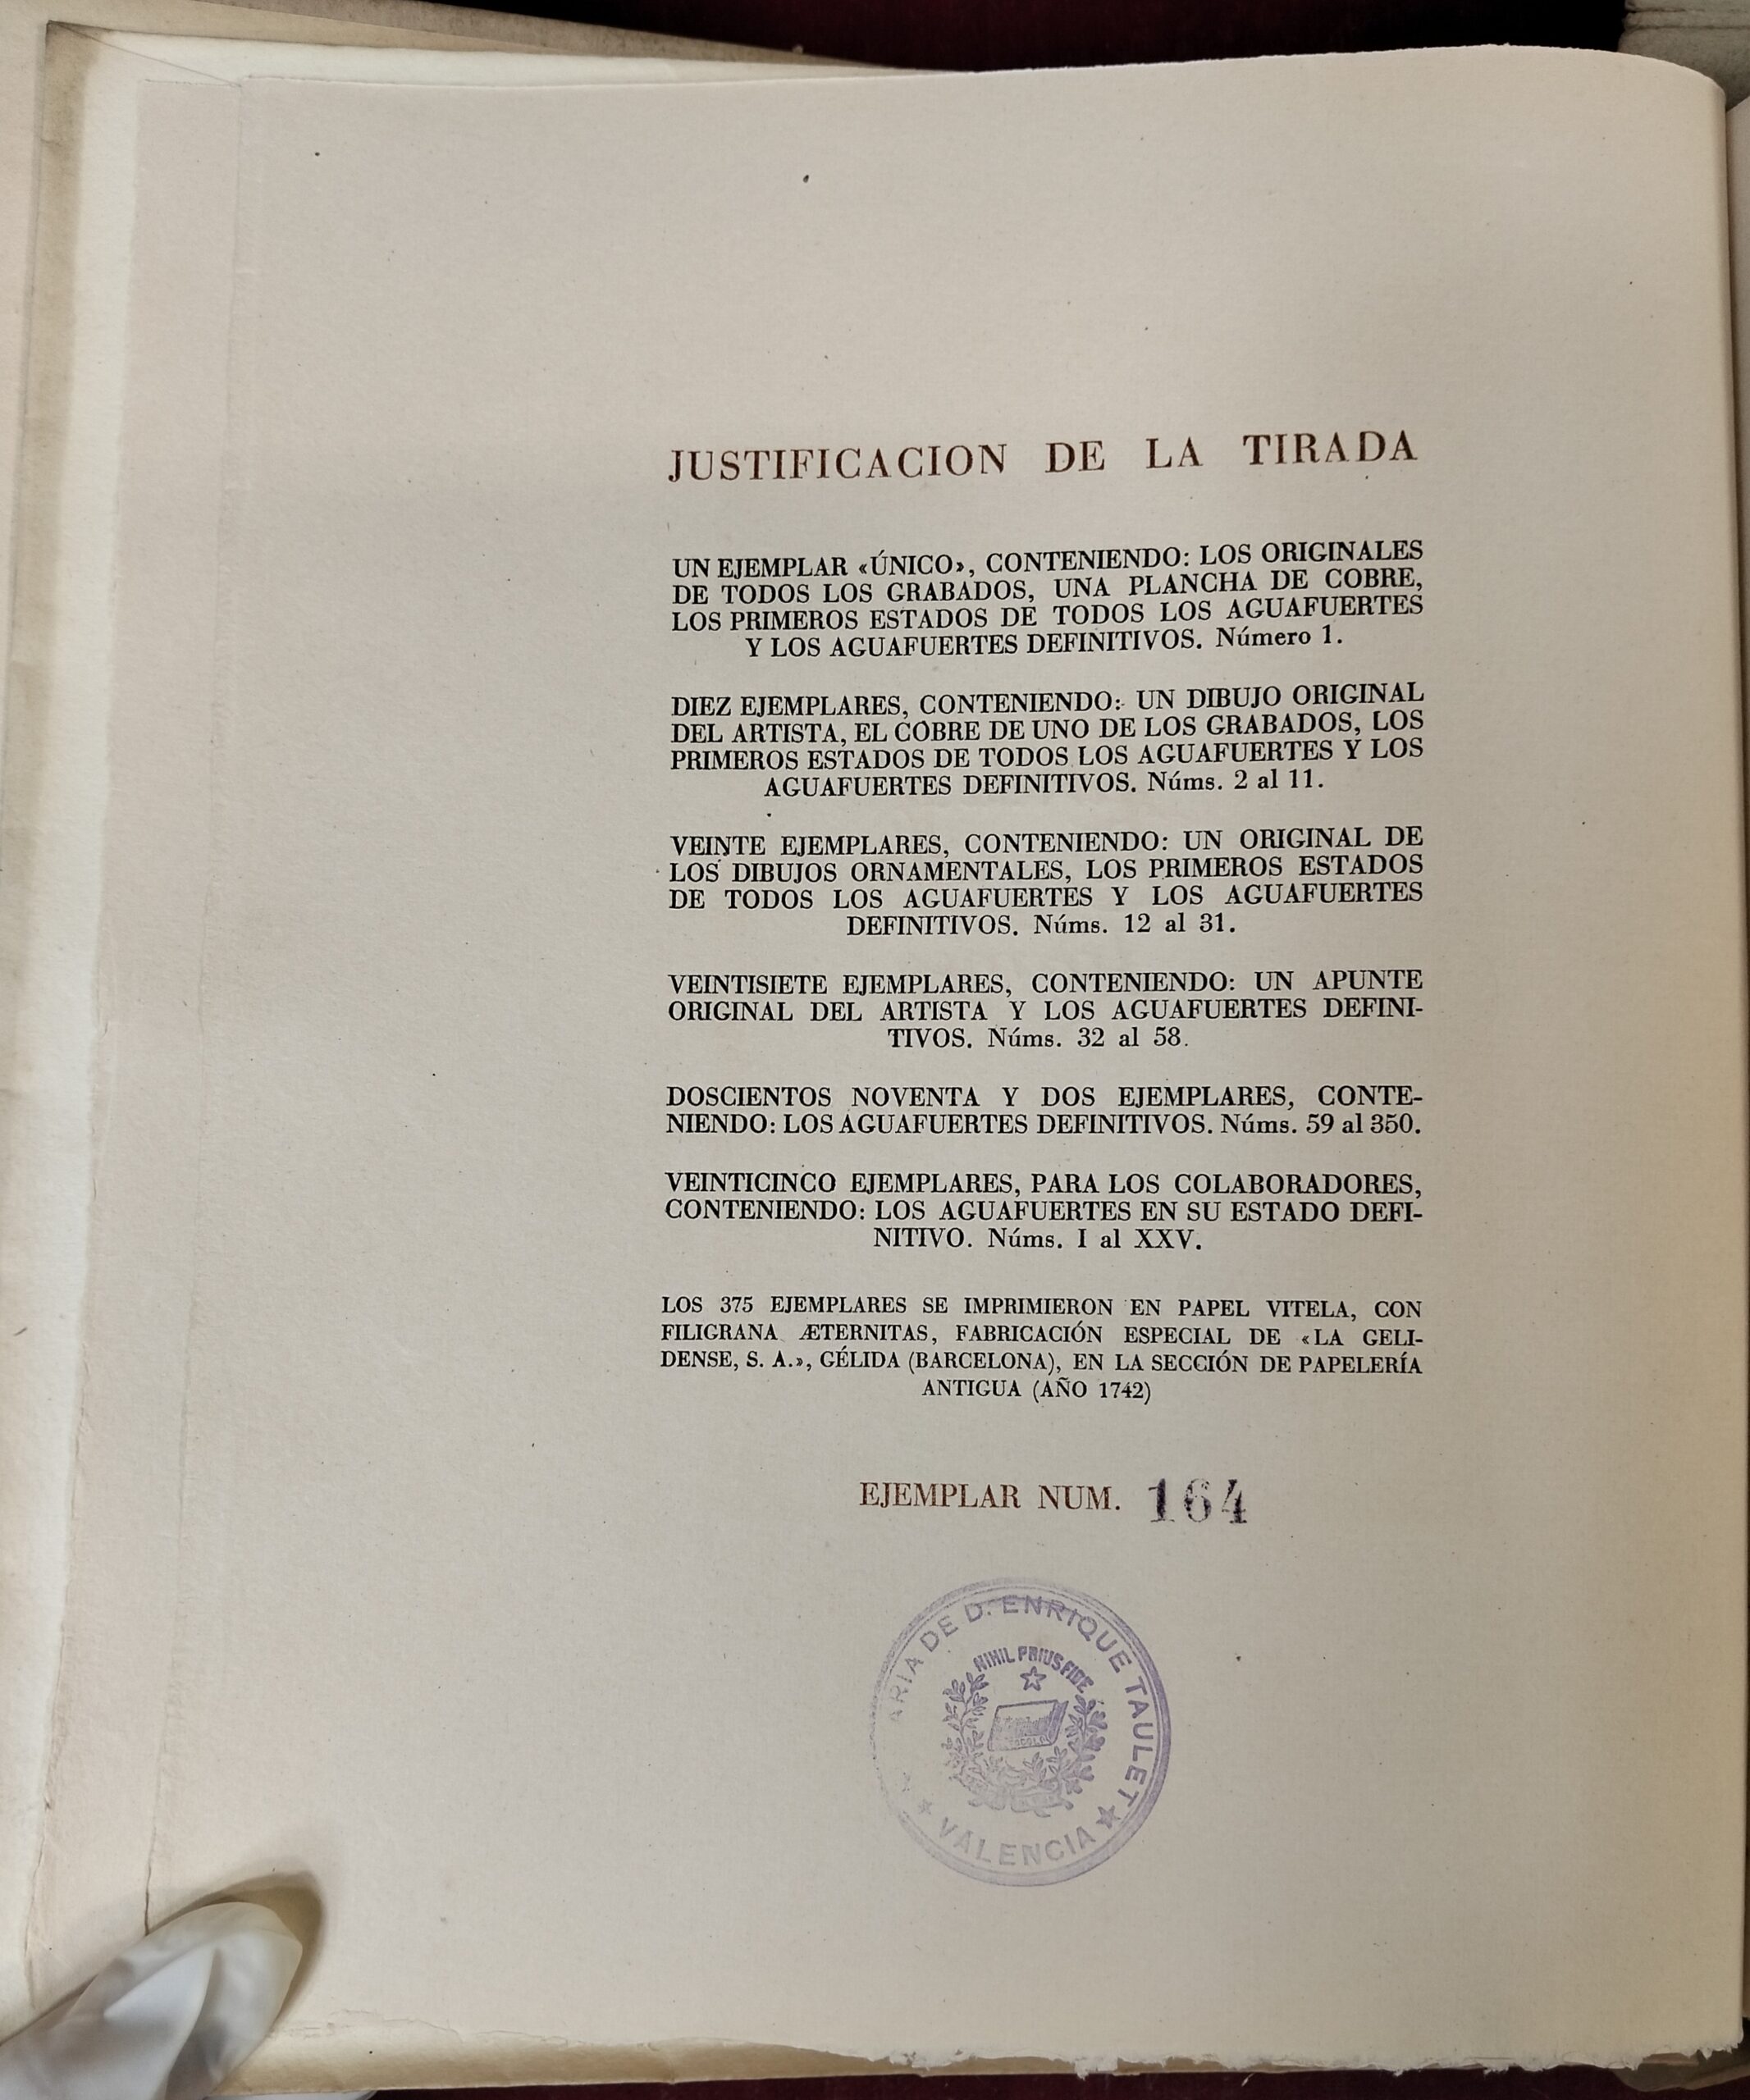 JUSTIFICACION DE LA TIRADA
UN EJEMPLAR «ÚNICO», CONTENIENDO: LOS ORIGINALES
DE TODOS LOS GRABADOS, UNA PLANCHA DE COBRE,
LOS PRIMEROS ESTADOS DE TODOS LOS AGUAFUERTES
Y LOS AGUAFUERTES DEFINITIVOS. Número 1.
DIEZ EJEMPLARES, CONTENIENDO: UN DIBUJO ORIGINAL
DEL ARTISTA, EL COBRE DE UNO DE LOS GRABADOS, LOS
PRIMEROS ESTADOS DE TODOS LOS AGUAFUERTES Y LOS
AGUAFUERTES DEFINITIVOS. Núms. 2 al 11.
VEINTE EJEMPLARES, CONTENIENDO: UN ORIGINAL DE
LOS DIBUJOS ORNAMENTALES, LOS PRIMEROS ESTADOS
DE TODOS LOS AGUAFUERTES Y LOS AGUAFUERTES
DEFINITIVOS. Núms. 12 al 31.
VEINTISIETE EJEMPLARES, CONTENIENDO: UN APUNTE
ORIGINAL DEL ARTISTA Y LOS AGUAFUERTES DEFINI-
TIVOS. Núms. 32 al 58.
DOSCIENTOS NOVENTA Y DOS EJEMPLARES, CONTE-
NIENDO: LOS AGUAFUERTES DEFINITIVOS. Núms. 59 al 350.
VEINTICINCO EJEMPLARES, PARA LOS COLABORADORES,
CONTENIENDO: LOS AGUAFUERTES EN SU ESTADO DEFI-
NITIVO. Núms. I al XXV.
LOS 375 EJEMPLARES SE IMPRIMIERON EN PAPEL VITELA, CON
FILIGRANA ÆTERNITAS, FABRICACIÓN ESPECIAL DE «LA GELI-
DENSE, S. A.», GÉLIDA (BARCELONA), EN LA SECCIÓN DE PAPELERÍA
ANTIGUA (AÑO 1742)
EJEMPLAR NUM. 164
ARIA DE D. ENRIQUE TAULET
NIHIL PRIUS FIDE
VALENCIA